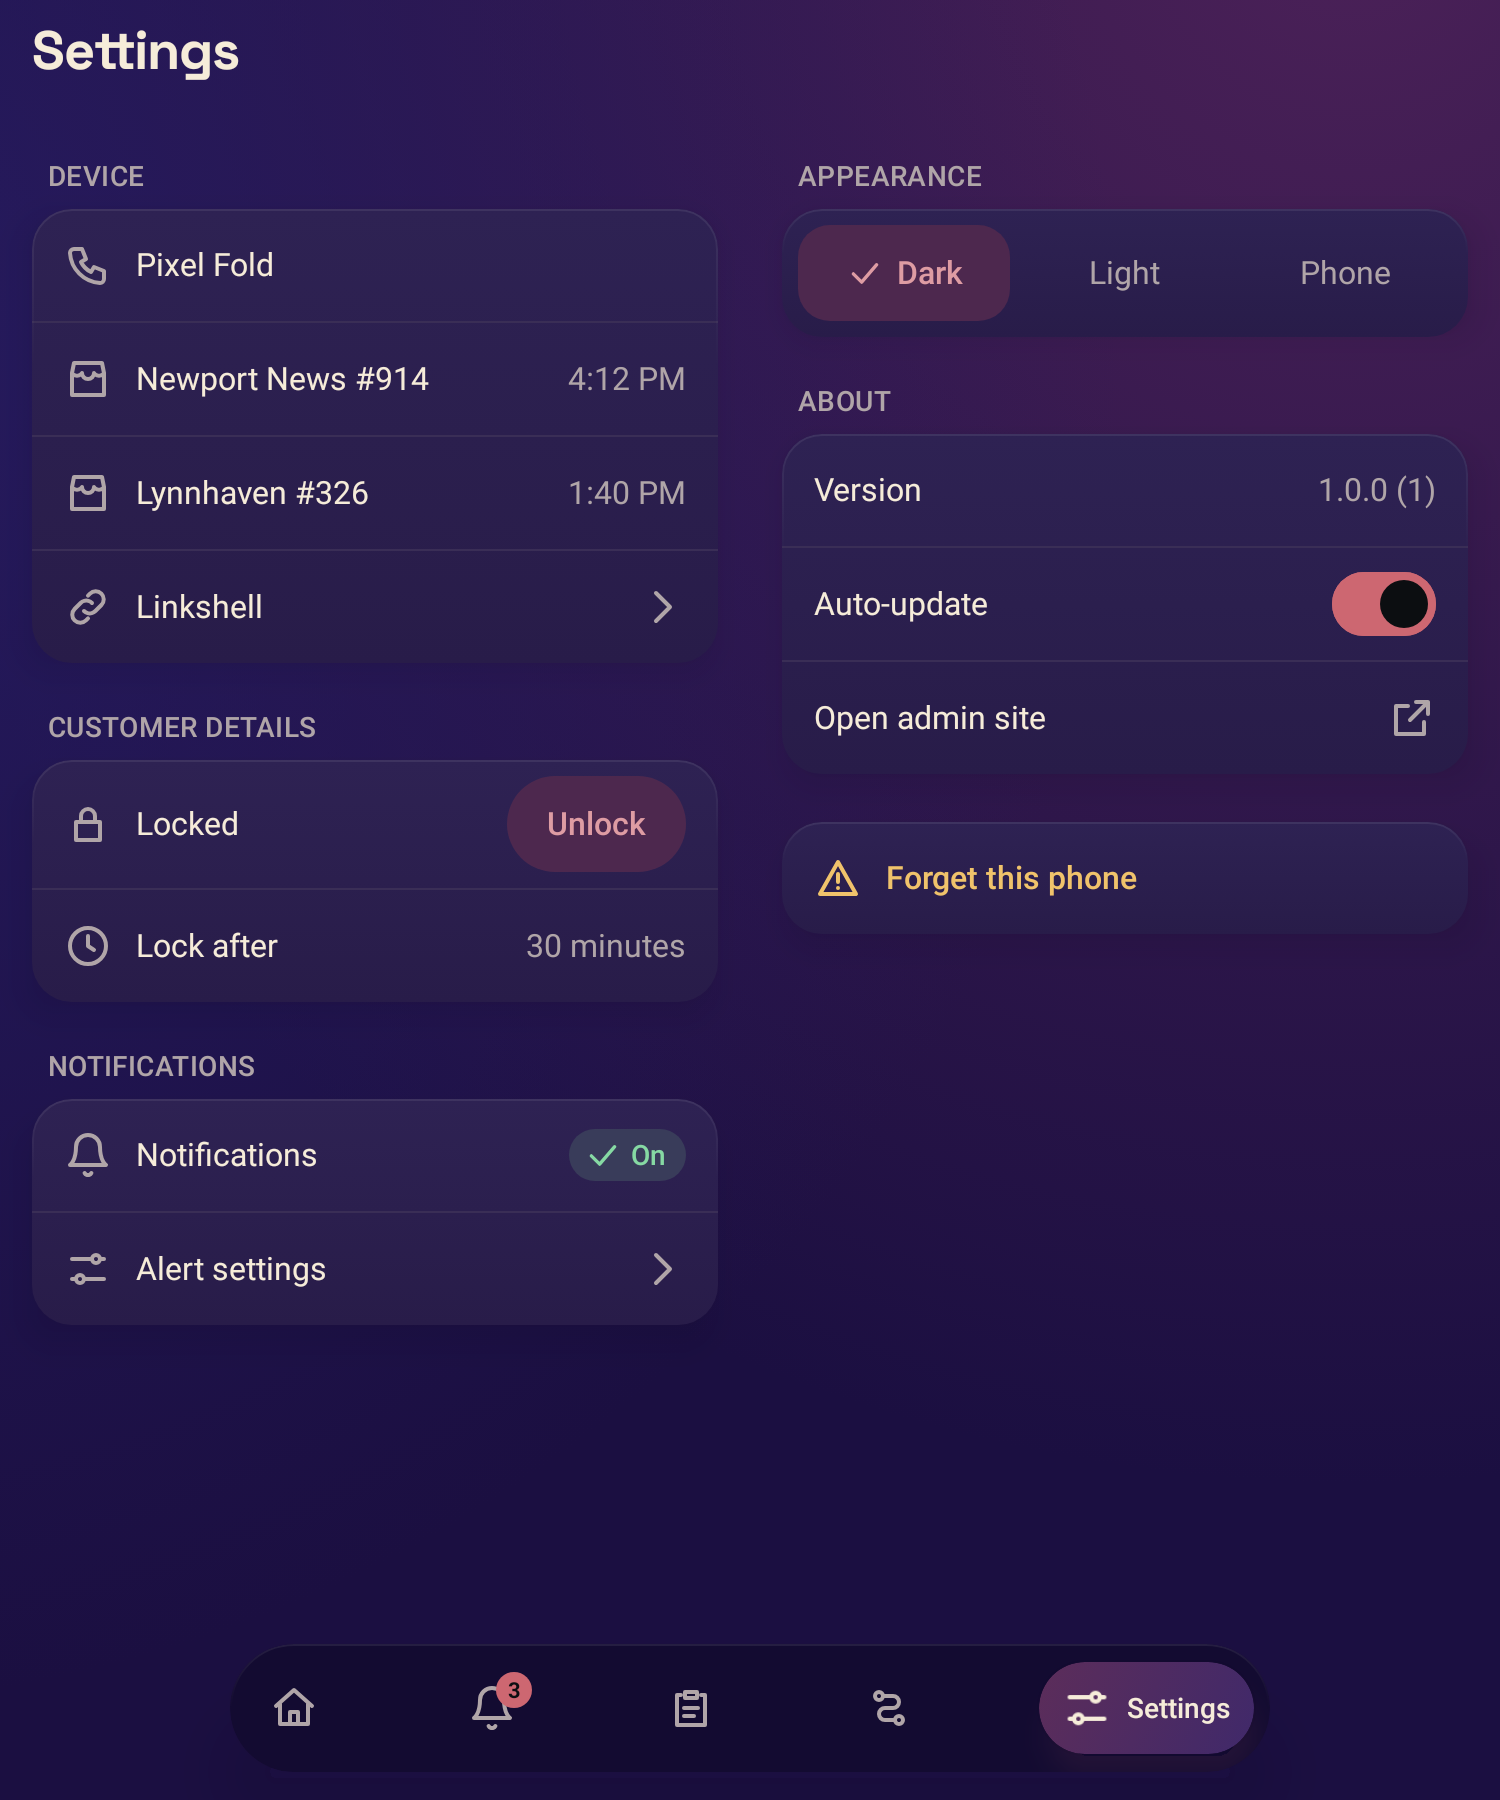 Settings
DEVICE
Pixel Fold
Newport News #914 4:12 PM
Lynnhaven #326 1:40 PM
Linkshell
CUSTOMER DETAILS
Locked Unlock
Lock after 30 minutes
NOTIFICATIONS
Notifications On
Alert settings
APPEARANCE
Dark Light Phone
ABOUT
Version 1.0.0 (1)
Auto-update
Open admin site
Forget this phone
3
Settings